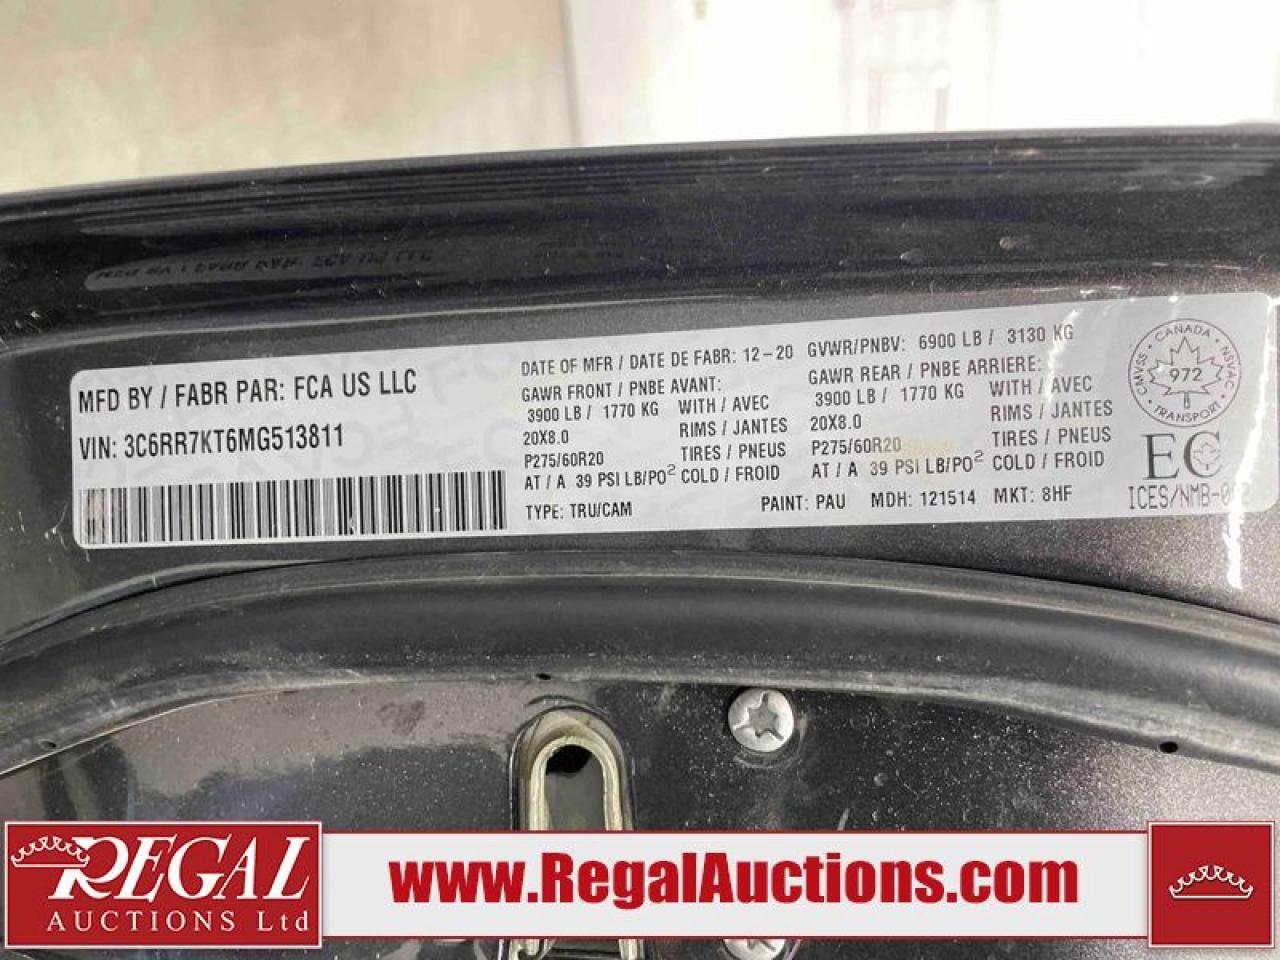 MFD BY / FABR PAR: FCA US LLC
VIN: 3C6RR7KT6MG513811
DATE OF MFR / DATE DE FABR: 12-20
GAWR FRONT / PNBE AVANT:
3900 LB / 1770 KG WITH / AVEC
20X8.0 RIMS / JANTES
P275/60R20 TIRES / PNEUS
AT / A 39 PSI LB/PO² COLD / FROID
TYPE: TRU/CAM
GVWR/PNBV: 6900 LB / 3130 KG
GAWR REAR / PNBE ARRIERE:
3900 LB / 1770 KG WITH / AVEC
20X8.0 RIMS / JANTES
P275/60R20 TIRES / PNEUS
AT / A 39 PSI LB/PO² COLD / FROID
PAINT: PAU MDH: 121514 MKT: 8HF
CANADA
CMVSS 972 NSVAC
TRANSPORT
EC
ICES/NMB-
REGAL
AUCTIONS Ltd
www.RegalAuctions.com